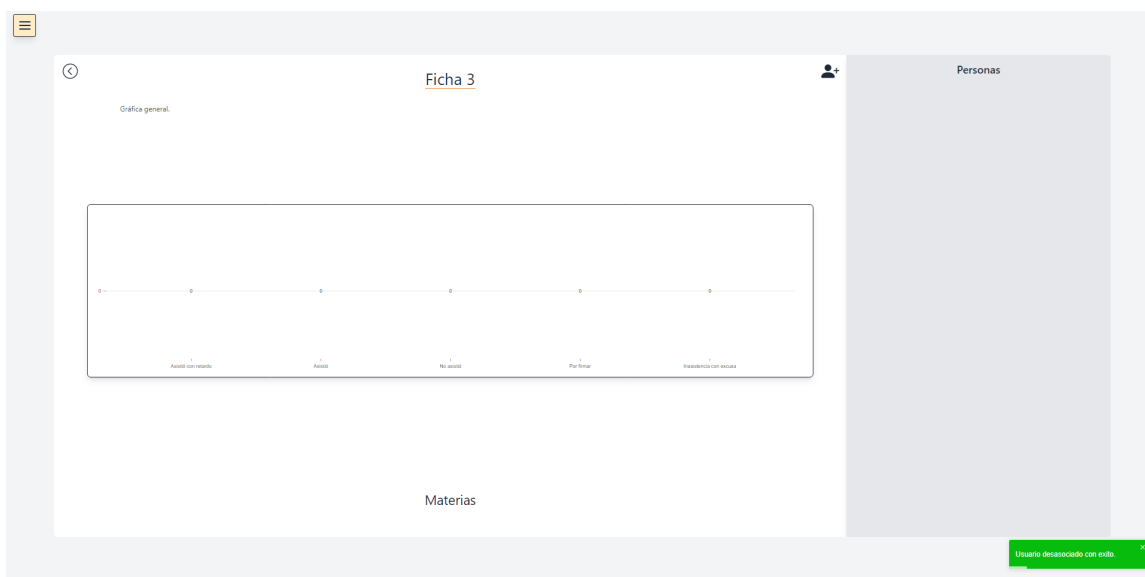 Ficha 3
Personas
Gráfica general.
0
0
0
0
0
0
Asistió con retardo
Asistió
No asistió
Por firmar
Inasistencia con excusa
Materias
Usuario desasociado con exito.